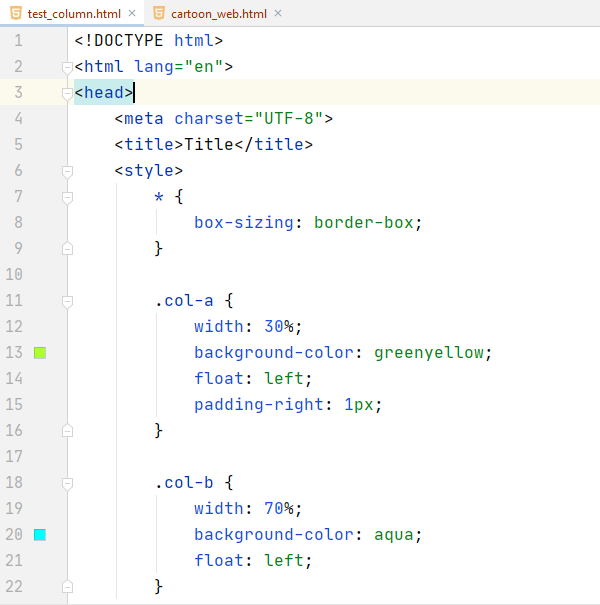 test_column.html × cartoon_web.html ×
1 <!DOCTYPE html>
2 <html lang="en">
3 <head>
4     <meta charset="UTF-8">
5     <title>Title</title>
6     <style>
7         * {
8             box-sizing: border-box;
9         }
10
11         .col-a {
12             width: 30%;
13             background-color: greenyellow;
14             float: left;
15             padding-right: 1px;
16         }
17
18         .col-b {
19             width: 70%;
20             background-color: aqua;
21             float: left;
22         }